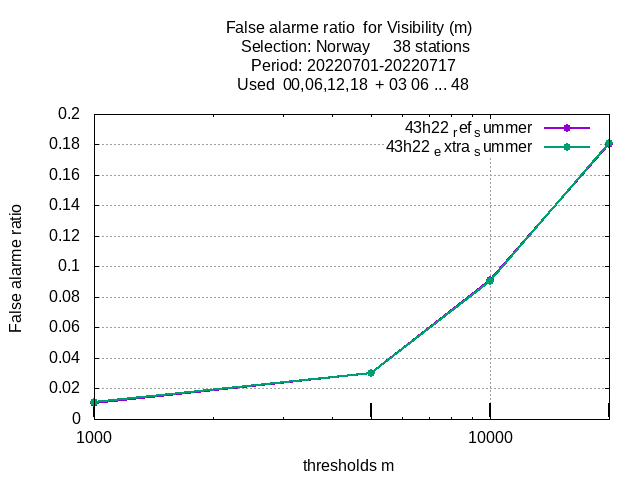 False alarme ratio  for Visibility (m)
Selection: Norway     38 stations
Period: 20220701-20220717
Used  00,06,12,18  + 03 06 ... 48
43h22 ref summer
43h22 extra summer
0.2
0.18
0.16
0.14
0.12
0.1
0.08
0.06
0.04
0.02
0
False alarme ratio
1000
10000
thresholds m